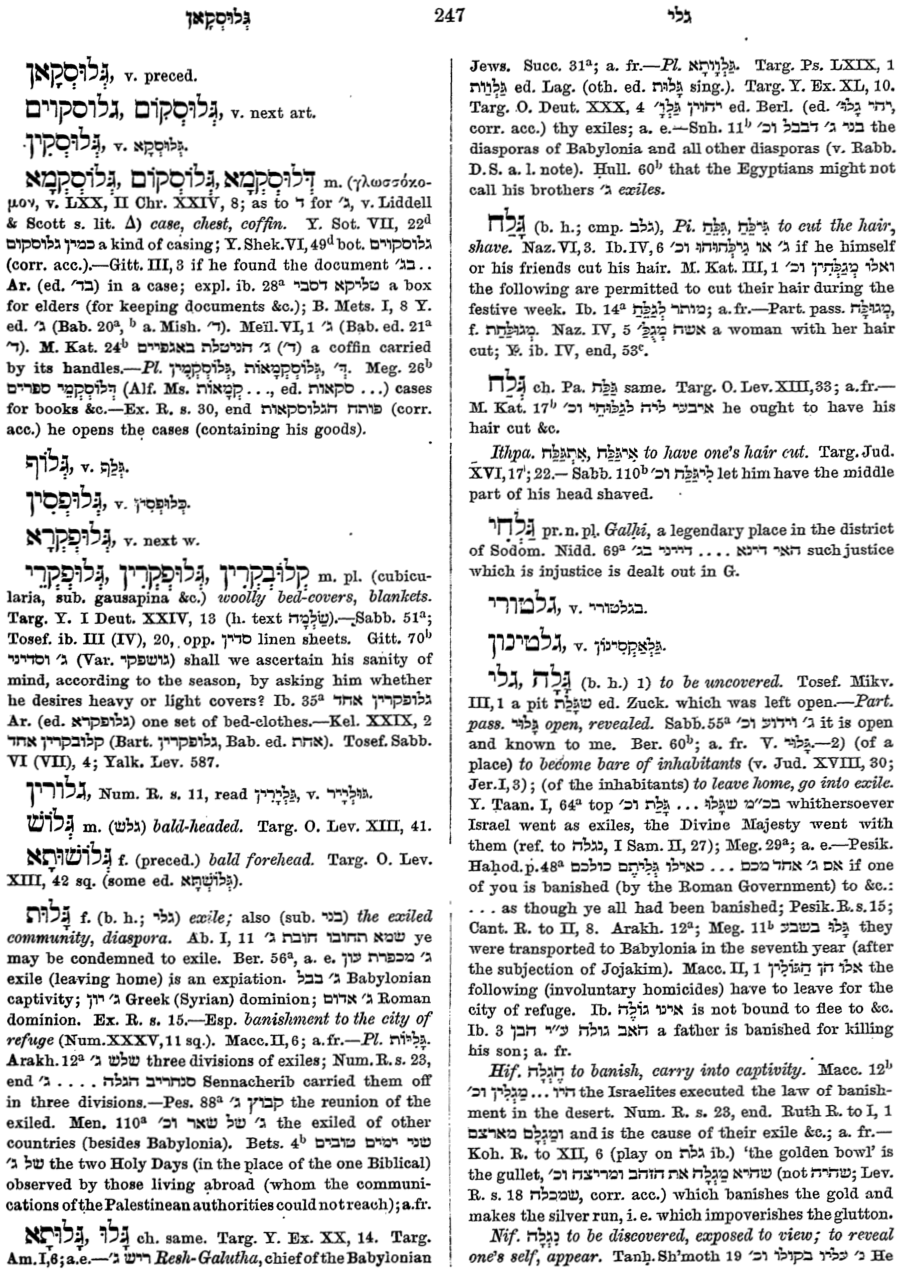 גְּלוּסְקָאן 247 גלי
גְּלוּסְקָאן, v. preced.
גְּלוּסְקוֹם, גלוסקוים, v. next art.
גְּלוּסְקִין, v. גְּלוּסְקָא.
דְּלוֹסְקְמָא, גְּלוֹסְקוֹם, גְּלוֹסְקְמָא m. (γλωσσόκο-
μον, v. LXX, II Chr. XXIV, 8; as to ד for ג׳, v. Liddell
& Scott s. lit. Δ) case, chest, coffin. Y. Sot. VII, 22d
כמין גלוסקום a kind of casing; Y. Shek. VI, 49d bot. גלוסקוים
(corr. acc.).—Gitt. III, 3 if he found the document בג׳..
Ar. (ed. בד׳) in a case; expl. ib. 28a טליקא דסבי a box
for elders (for keeping documents &c.); B. Mets. I, 8 Y.
ed. ג׳ (Bab. 20a, b a. Mish. ד׳). Meïl. VI, 1 ג׳ (Bab. ed. 21a
ד׳). M. Kat. 24b ג׳ (ד׳) הניטלת באגפיים a coffin carried
by its handles.—Pl. גְּלוֹסְקְמָאוֹת, גְּלוֹסְקְמִין, ד׳. Meg. 26b
דְּלוֹסְקְמֵי ספרים (Alf. Ms. קְמָאוֹת..., ed. סקאות...) cases
for books &c.—Ex. R. s. 30, end פותח הגלוסקאות (corr.
acc.) he opens the cases (containing his goods).
גְּלוֹף, v. גְּלַף.
גְּלוּפְסִין, v. כְּלוּפְסִין.
גְּלוּפְקְרָא, v. next w.
קְלוּבְקְרִין, גְּלוּפְקְרִין, גְּלוּפְקְרֵי m. pl. (cubicu-
laria, sub. gausapina &c.) woolly bed-covers, blankets.
Targ. Y. I Deut. XXIV, 13 (h. text שַׂלְמָה).—Sabb. 51a;
Tosef. ib. III (IV), 20, opp. סדין linen sheets. Gitt. 70b
ג׳ וסדיני (Var. גושפקי) shall we ascertain his sanity of
mind, according to the season, by asking him whether
he desires heavy or light covers? Ib. 35a גלופקרין אחד
Ar. (ed. גלופקרא) one set of bed-clothes.—Kel. XXIX, 2
קלובקרין אחד (Bart. גלופקרין, Bab. ed. אחת). Tosef. Sabb.
VI (VII), 4; Yalk. Lev. 587.
גלורין, Num. R. s. 11, read גַּלְיָרִין, v. גּוּלְיָיר.
גְּלוֹשׁ m. (גלש) bald-headed. Targ. O. Lev. XIII, 41.
גְּלוֹשׁוּתָא f. (preced.) bald forehead. Targ. O. Lev.
XIII, 42 sq. (some ed. גְּלוֹשְׁתָּא).
גָּלוּת f. (b. h.; גלי) exile; also (sub. בני) the exiled
community, diaspora. Ab. I, 11 שמא תחובו חובת ג׳ ye
may be condemned to exile. Ber. 56a, a. e. ג׳ מכפרת עון
exile (leaving home) is an expiation. ג׳ בבל Babylonian
captivity; ג׳ יון Greek (Syrian) dominion; ג׳ אדום Roman
dominion. Ex. R. s. 15.—Esp. banishment to the city of
refuge (Num. XXXV, 11 sq.). Macc. II, 6; a. fr.—Pl. גָּלִיּוֹת.
Arakh. 12a שלש ג׳ three divisions of exiles; Num. R. s. 23,
end ג׳ .... סנחריב הגלה Sennacherib carried them off
in three divisions.—Pes. 88a קבוץ ג׳ the reunion of the
exiled. Men. 110a ג׳ של שאר וכ׳ the exiled of other
countries (besides Babylonia). Bets. 4b שני ימים טובים
של ג׳ the two Holy Days (in the place of the one Biblical)
observed by those living abroad (whom the communi-
cations of the Palestinean authorities could not reach); a. fr.
גָּלוּ, גָּלוּתָא ch. same. Targ. Y. Ex. XX, 14. Targ.
Am. I, 6; a. e.—ריש ג׳ Resh-Galutha, chief of the Babylonian
Jews. Succ. 31a; a. fr.—Pl. גַּלְוָותָא. Targ. Ps. LXIX, 1
גַּלְוָות ed. Lag. (oth. ed. גָּלוּת sing.). Targ. Y. Ex. XL, 10.
Targ. O. Deut. XXX, 4 יהוין גַּלְוָ׳ ed. Berl. (ed. יהי גָלוּ׳,
corr. acc.) thy exiles; a. e.—Snh. 11b בני ג׳ דבבל וכ׳ the
diasporas of Babylonia and all other diasporas (v. Rabb.
D. S. a. l. note). Ḥull. 60b that the Egyptians might not
call his brothers ג׳ exiles.
גָּלַח (b. h.; cmp. גלב), Pi. גִּילֵּחַ, גִּלַּח to cut the hair,
shave. Naz. VI, 3. Ib. IV, 6 ג׳ או גִּילְּחוּהוּ וכ׳ if he himself
or his friends cut his hair. M. Kat. III, 1 ואלו מְגַלְּחִין וכ׳
the following are permitted to cut their hair during the
festive week. Ib. 14a מותר לְגַלֵּחַ; a. fr.—Part. pass. מְגוּלָּח,
f. מְגוּלַּחַת. Naz. IV, 5 אשה מְגֻלַּ׳ a woman with her hair
cut; Y. ib. IV, end, 53c.
גְּלַח ch. Pa. גַּלַּח same. Targ. O. Lev. XIII, 33; a. fr.—
M. Kat. 17b איבעי ליה לגַלּוּחֵי וכ׳ he ought to have his
hair cut &c.
Ithpa. אִתְגַּלַּח, אִיגַּלַּח to have one's hair cut. Targ. Jud.
XVI, 17; 22.—Sabb. 110b לִיגַּלַּח וכ׳ let him have the middle
part of his head shaved.
גַּלְחִי pr. n. pl. Galḥi, a legendary place in the district
of Sodom. Nidd. 69a האי דינא .... דייני בג׳ such justice
which is injustice is dealt out in G.
גלטורי, v. בגלטורי.
גלטינון, v. גְּלַאקְסִינוֹן.
גלי, גָּלָה (b. h.) 1) to be uncovered. Tosef. Mikv.
III, 1 a pit שגָּלַת ed. Zuck. which was left open.—Part.
pass. גָּלוּי open, revealed. Sabb. 55a ג׳ וידוע וכ׳ it is open
and known to me. Ber. 60b; a. fr. V. גָּלוּי.—2) (of a
place) to become bare of inhabitants (v. Jud. XVIII, 30;
Jer. I, 3); (of the inhabitants) to leave home, go into exile.
Y. Taan. I, 64a top בכ״מ שגָּלוּ ... גָּלַת וכ׳ whithersoever
Israel went as exiles, the Divine Majesty went with
them (ref. to נגלה, I Sam. II, 27); Meg. 29a; a. e.—Pesik.
Haḥod. p. 48a אם ג׳ אחד מכם ... כאילו גְּלִיתֶם כולכם if one
of you is banished (by the Roman Government) to &c.:
... as though ye all had been banished; Pesik. R. s. 15;
Cant. R. to II, 8. Arakh. 12a; Meg. 11b גָּלוּ בשבע they
were transported to Babylonia in the seventh year (after
the subjection of Jojakim). Macc. II, 1 אלו הן הַגּוֹלִין the
following (involuntary homicides) have to leave for the
city of refuge. Ib. אינו גוֹלֶה is not bound to flee to &c.
Ib. 3 האב גולה ע״י הבן a father is banished for killing
his son; a. fr.
Hif. הֶגְלָה to banish, carry into captivity. Macc. 12b
היו ... מַגְלִין וכ׳ the Israelites executed the law of banish-
ment in the desert. Num. R. s. 23, end. Ruth R. to I, 1
ומַגְלָם מארצם and is the cause of their exile &c.; a. fr.—
Koh. R. to XII, 6 (play on גלת ib.) 'the golden bowl' is
the gullet, שהיא מַגְלָה את הזהב ומריצה וכ׳ (not שהיה; Lev.
R. s. 18 שמכלה, corr. acc.) which banishes the gold and
makes the silver run, i. e. which impoverishes the glutton.
Nif. נִגְלָה to be discovered, exposed to view; to reveal
one's self, appear. Tanḥ. Sh'moth 19 נ׳ עליו בקולו וכ׳ He